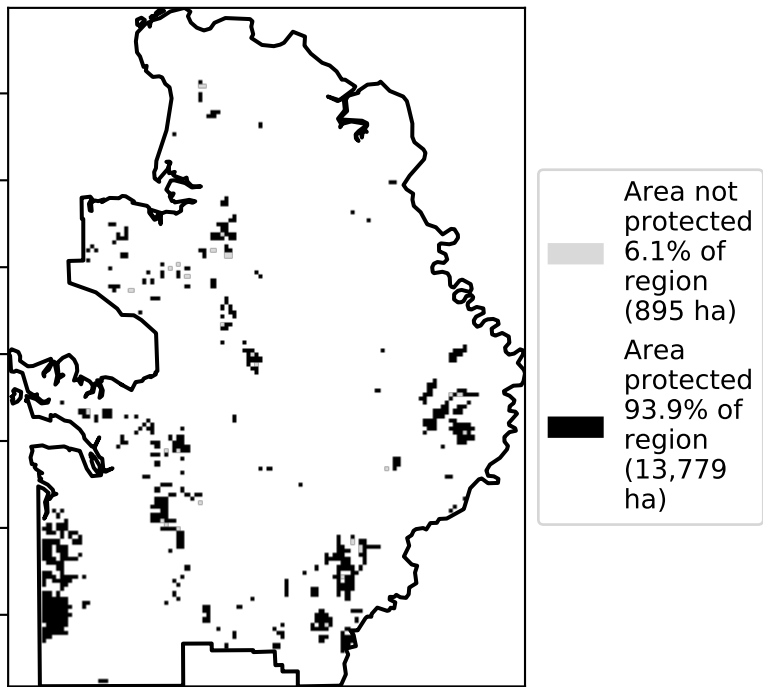 Area not
protected
6.1% of
region
(895 ha)
Area
protected
93.9% of
region
(13,779
ha)